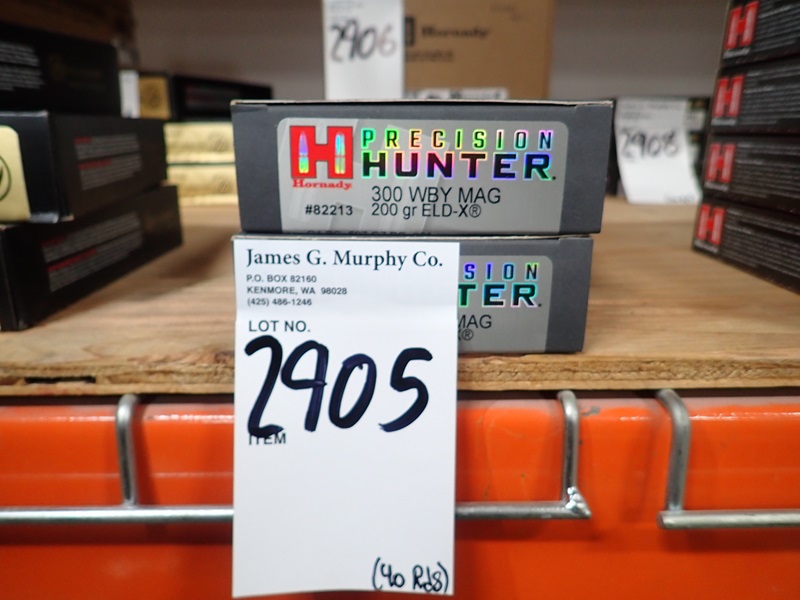 2906
Hornady
2908
PRECISION
HUNTER®
Hornady
300 WBY MAG
#82213
200 gr ELD-X®
SION
TER.
MAG
®
James G. Murphy Co.
P.O. BOX 82160
KENMORE, WA 98028
(425) 486-1246
LOT NO.
2905
ITEM
(40 Rds)